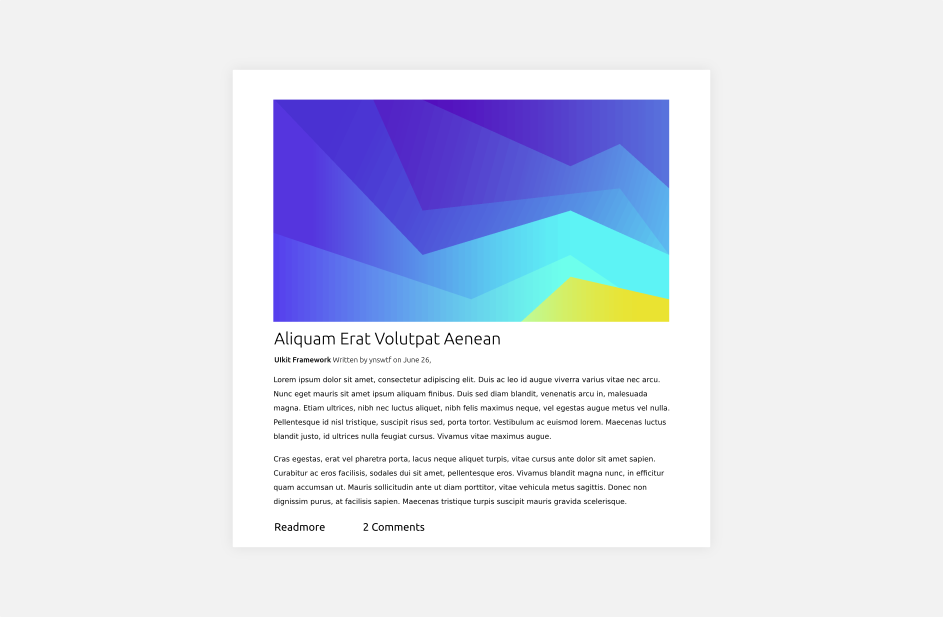 Aliquam Erat Volutpat Aenean
UIkit Framework Written by ynswtf on June 26,
Lorem ipsum dolor sit amet, consectetur adipiscing elit. Duis ac leo id augue viverra varius vitae nec arcu.
Nunc eget mauris sit amet ipsum aliquam finibus. Duis sed diam blandit, venenatis arcu in, malesuada
magna. Etiam ultrices, nibh nec luctus aliquet, nibh felis maximus neque, vel egestas augue metus vel nulla.
Pellentesque id nisl tristique, suscipit risus sed, porta tortor. Vestibulum ac euismod lorem. Maecenas luctus
blandit justo, id ultrices nulla feugiat cursus. Vivamus vitae maximus augue.
Cras egestas, erat vel pharetra porta, lacus neque aliquet turpis, vitae cursus ante dolor sit amet sapien.
Curabitur ac eros facilisis, sodales dui sit amet, pellentesque eros. Vivamus blandit magna nunc, in efficitur
quam accumsan ut. Mauris sollicitudin ante ut diam porttitor, vitae vehicula metus sagittis. Donec non
dignissim purus, at facilisis sapien. Maecenas tristique turpis suscipit mauris gravida scelerisque.
Readmore 2 Comments